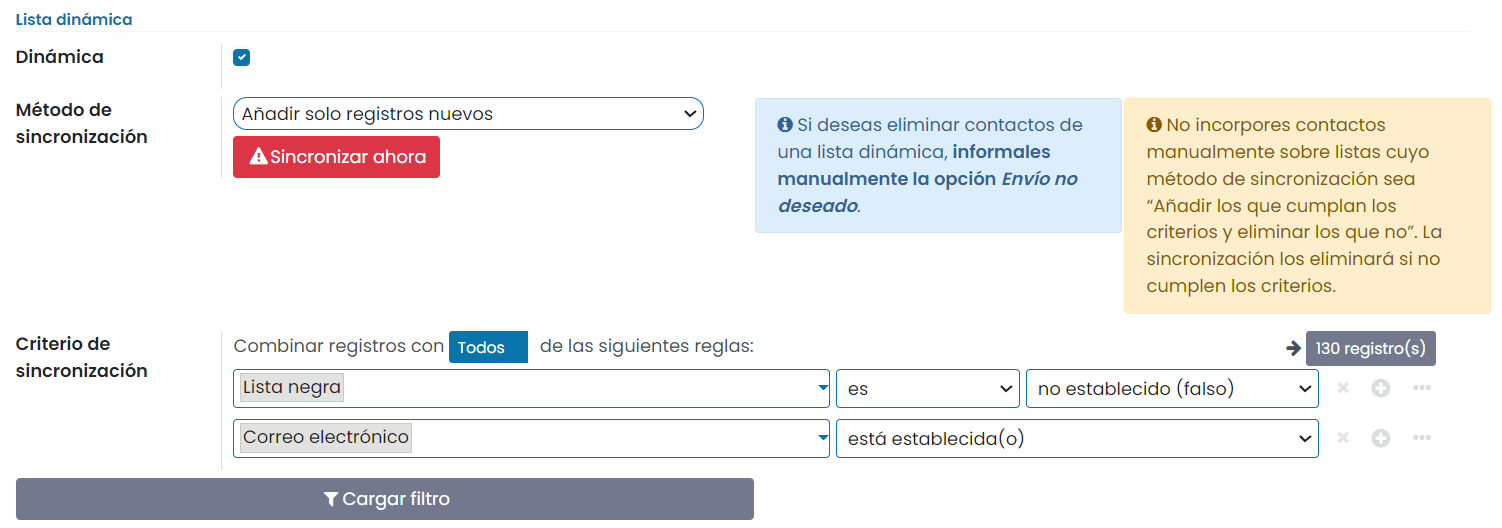 Lista dinámica
Dinámica
Método de
sincronización
Añadir solo registros nuevos
Sincronizar ahora
Si deseas eliminar contactos de
una lista dinámica, informales
manualmente la opción Envío no
deseado.
No incorpores contactos
manualmente sobre listas cuyo
método de sincronización sea
“Añadir los que cumplan los
criterios y eliminar los que no”. La
sincronización los eliminará si no
cumplen los criterios.
Criterio de
sincronización
Combinar registros con Todos de las siguientes reglas:
130 registro(s)
Lista negra es no establecido (falso)
Correo electrónico está establecida(o)
Cargar filtro